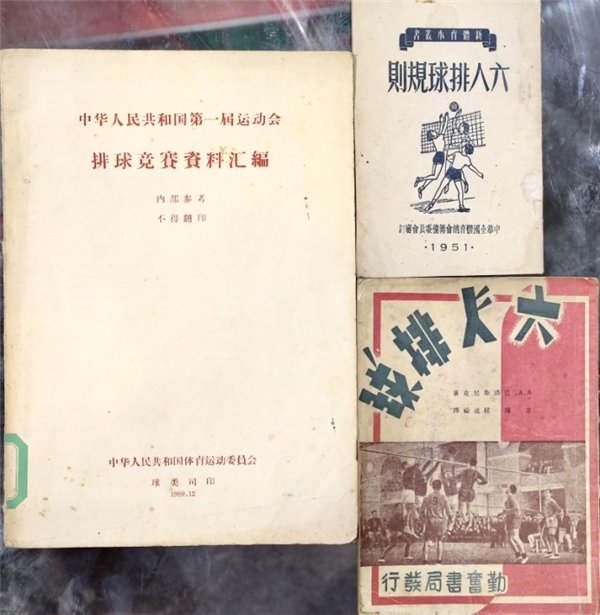 中华人民共和国第一届运动会
排球竞赛資料汇編
内部参考
不得翻印
中华人民共和国体育运动委員会
球类司印
1959.12
新體育小叢書
六人排球規則
中華全國體育總會籌備委員會審訂
·1951·
六人排球
勤奮書局發行